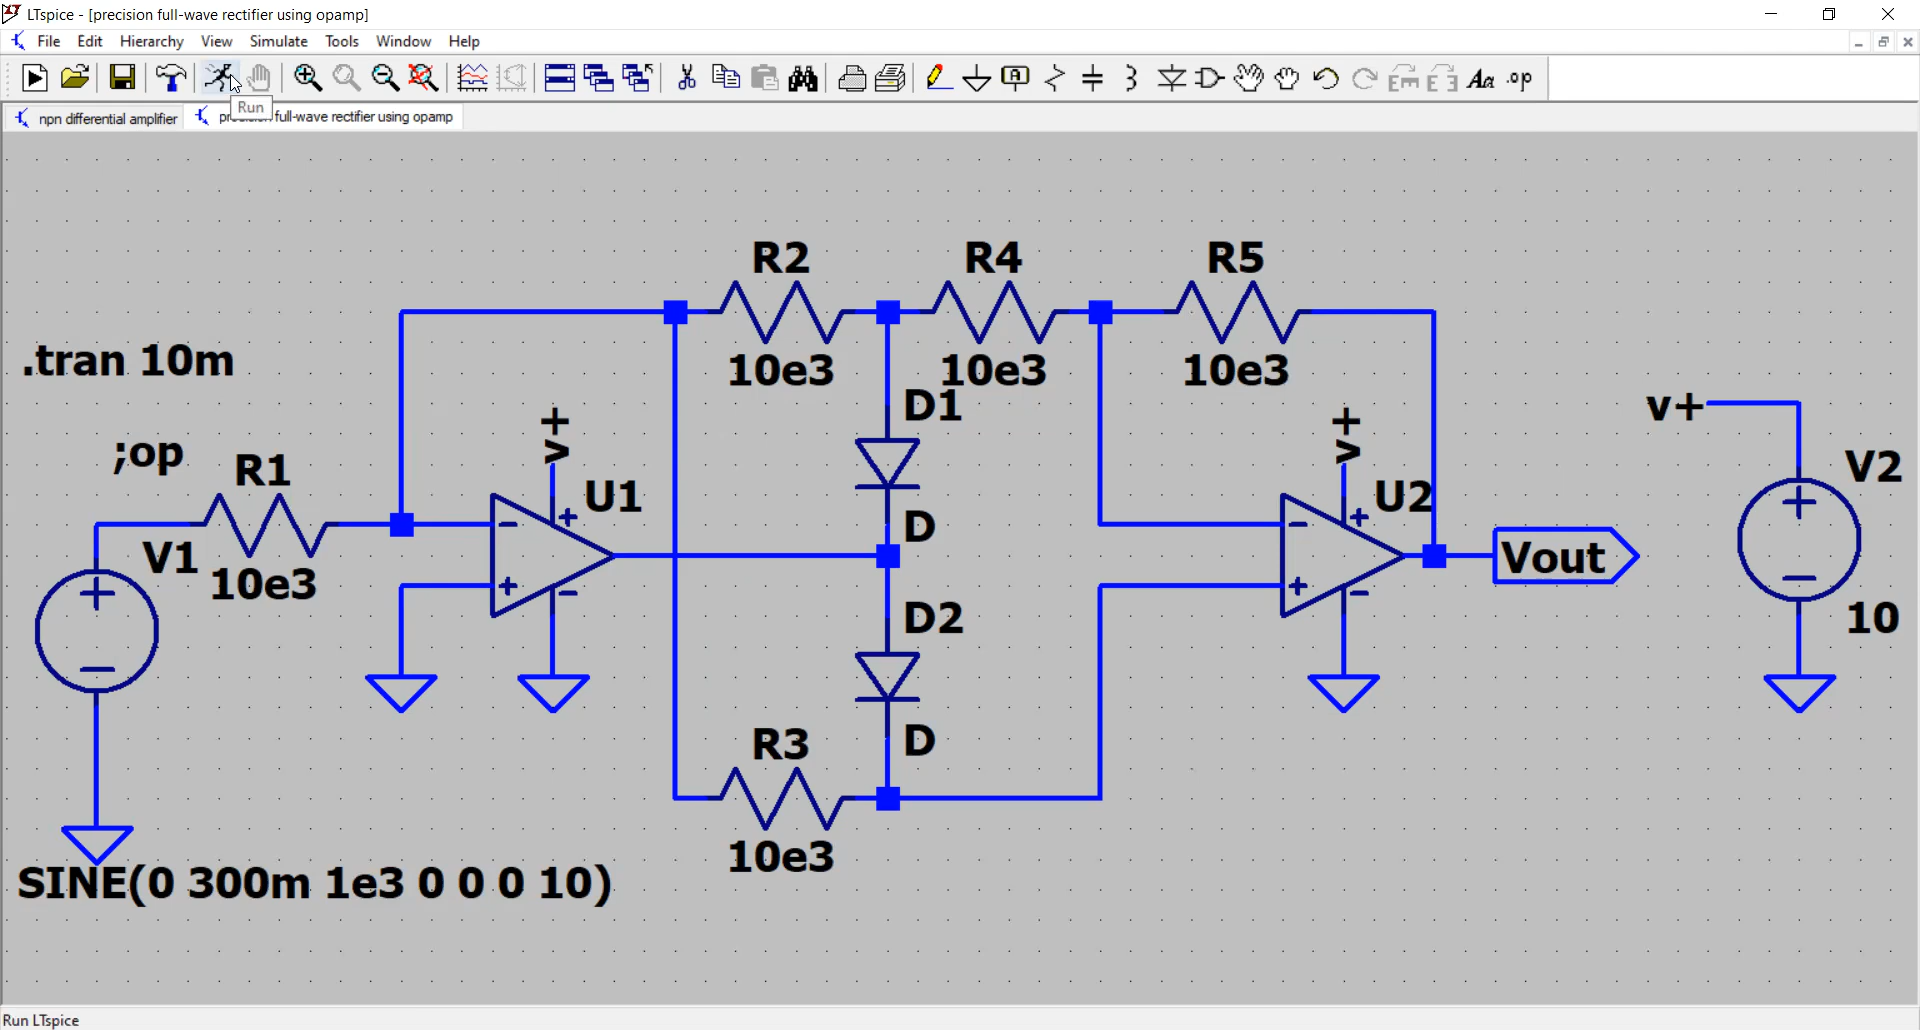 LTspice - [precision full-wave rectifier using opamp]
File Edit Hierarchy View Simulate Tools Window Help
A Aa .op
Run
npn differential amplifier full-wave rectifier using opamp
R2 R4 R5
.tran 10m
10e3 10e3 10e3
D1
v+ v+ v+
;op R1 U1 U2 V2
D
V1 10e3 Vout
D2 10
R3 D
10e3
SINE(0 300m 1e3 0 0 0 10)
Run LTspice